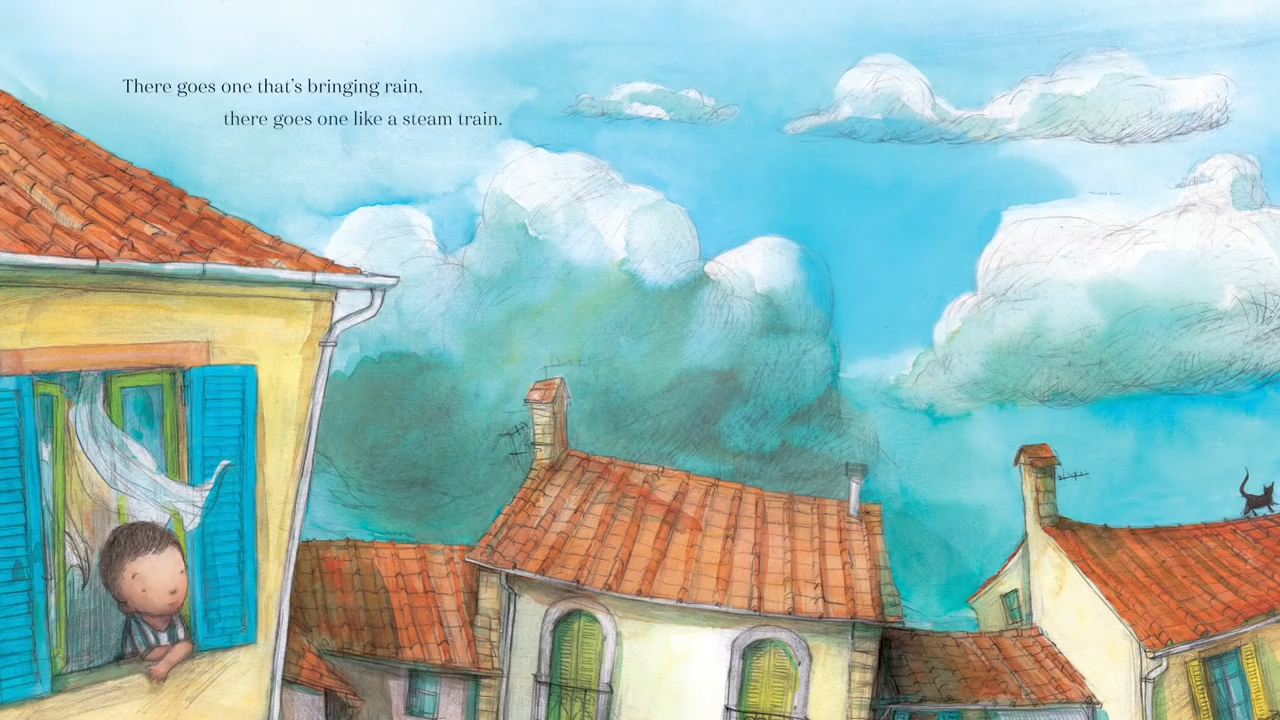 There goes one that’s bringing rain,
there goes one like a steam train.